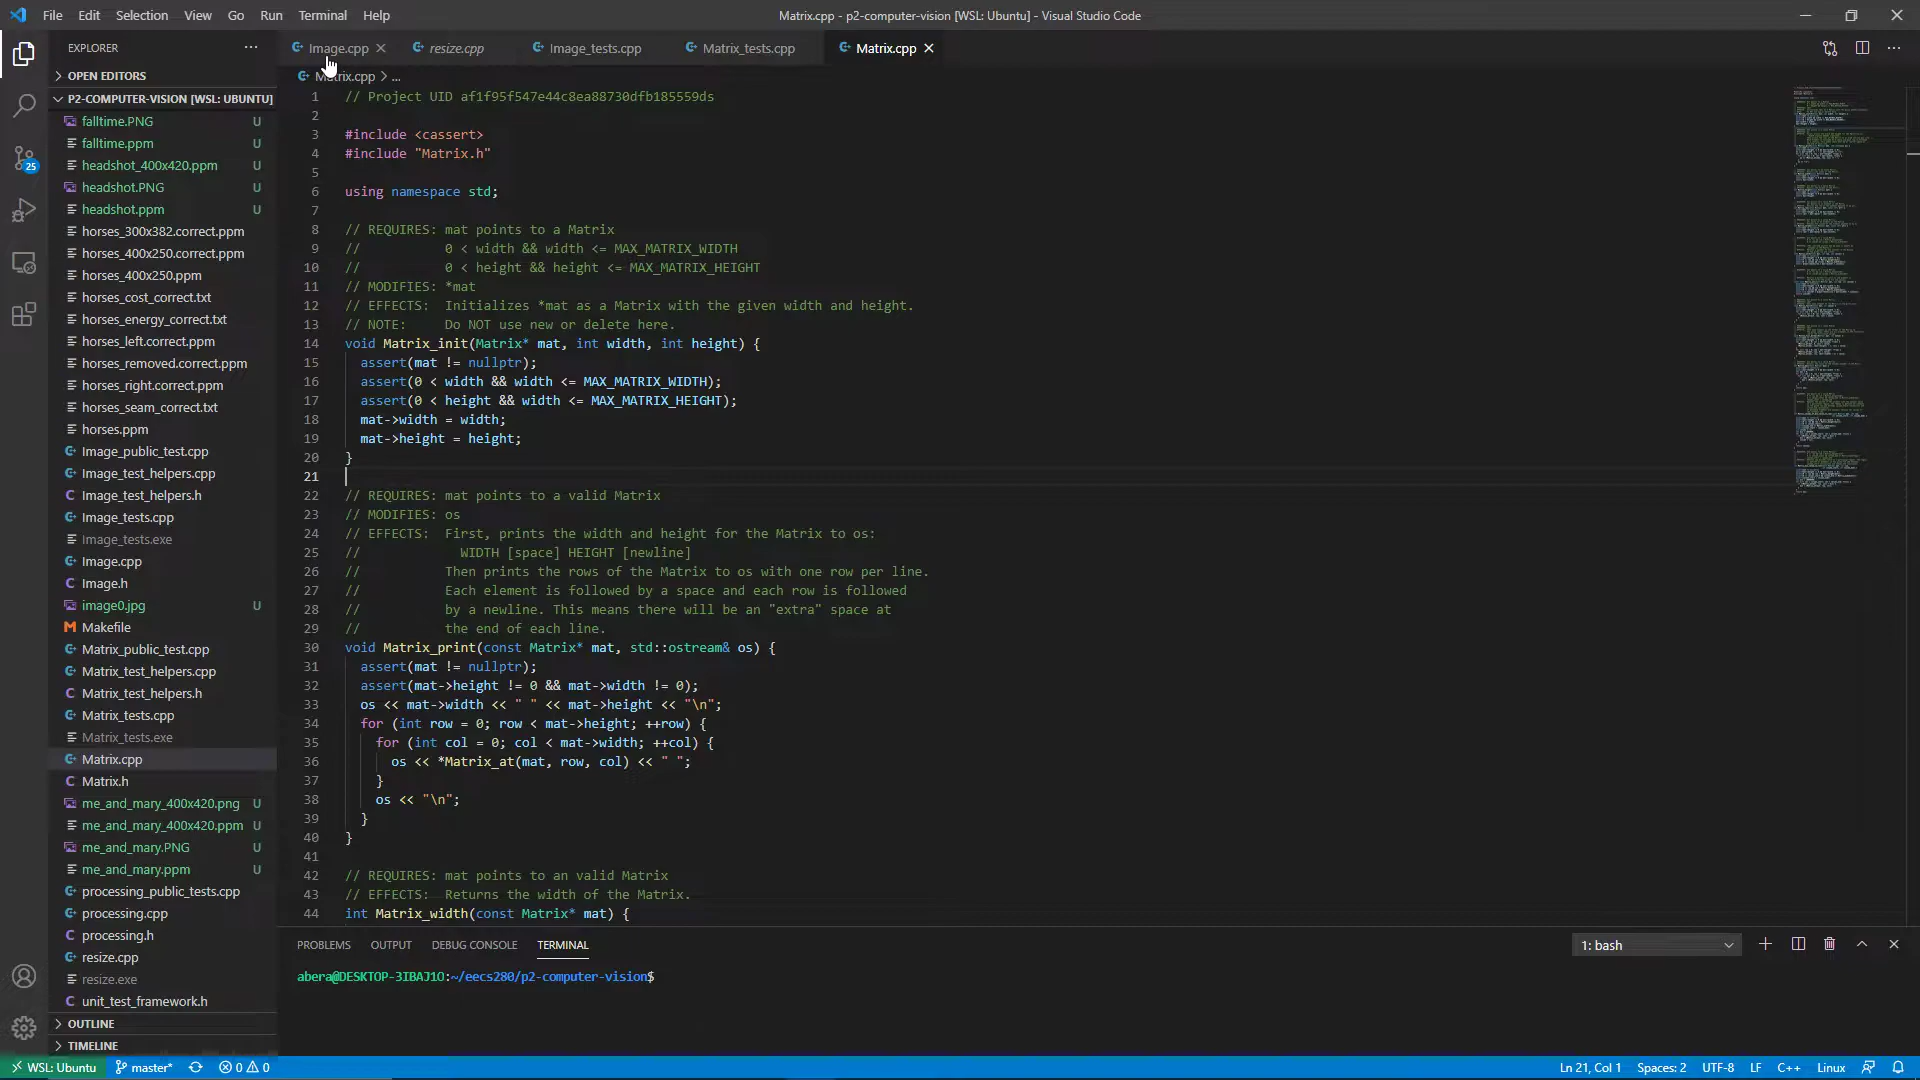 File Edit Selection View Go Run Terminal Help
Matrix.cpp - p2-computer-vision [WSL: Ubuntu] - Visual Studio Code
EXPLORER
Image.cpp resize.cpp Image_tests.cpp Matrix_tests.cpp Matrix.cpp
OPEN EDITORS
P2-COMPUTER-VISION [WSL: UBUNTU]
falltime.PNG U
falltime.ppm U
headshot_400x420.ppm U
headshot.PNG U
headshot.ppm U
horses_300x382.correct.ppm
horses_400x250.correct.ppm
horses_400x250.ppm
horses_cost_correct.txt
horses_energy_correct.txt
horses_left.correct.ppm
horses_removed.correct.ppm
horses_right.correct.ppm
horses_seam_correct.txt
horses.ppm
Image_public_test.cpp
Image_test_helpers.cpp
Image_test_helpers.h
Image_tests.cpp
Image_tests.exe
Image.cpp
Image.h
image0.jpg U
Makefile
Matrix_public_test.cpp
Matrix_test_helpers.cpp
Matrix_test_helpers.h
Matrix_tests.cpp
Matrix_tests.exe
Matrix.cpp
Matrix.h
me_and_mary_400x420.png U
me_and_mary_400x420.ppm U
me_and_mary.PNG U
me_and_mary.ppm U
processing_public_tests.cpp
processing.cpp
processing.h
resize.cpp
resize.exe
unit_test_framework.h
OUTLINE
TIMELINE
25
Matrix.cpp > ...
1 // Project UID af1f95f547e44c8ea88730dfb185559ds
2
3 #include <cassert>
4 #include "Matrix.h"
5
6 using namespace std;
7
8 // REQUIRES: mat points to a Matrix
9 // 0 < width && width <= MAX_MATRIX_WIDTH
10 // 0 < height && height <= MAX_MATRIX_HEIGHT
11 // MODIFIES: *mat
12 // EFFECTS: Initializes *mat as a Matrix with the given width and height.
13 // NOTE: Do NOT use new or delete here.
14 void Matrix_init(Matrix* mat, int width, int height) {
15 assert(mat != nullptr);
16 assert(0 < width && width <= MAX_MATRIX_WIDTH);
17 assert(0 < height && width <= MAX_MATRIX_HEIGHT);
18 mat->width = width;
19 mat->height = height;
20 }
21
22 // REQUIRES: mat points to a valid Matrix
23 // MODIFIES: os
24 // EFFECTS: First, prints the width and height for the Matrix to os:
25 // WIDTH [space] HEIGHT [newline]
26 // Then prints the rows of the Matrix to os with one row per line.
27 // Each element is followed by a space and each row is followed
28 // by a newline. This means there will be an "extra" space at
29 // the end of each line.
30 void Matrix_print(const Matrix* mat, std::ostream& os) {
31 assert(mat != nullptr);
32 assert(mat->height != 0 && mat->width != 0);
33 os << mat->width << " " << mat->height << "\n";
34 for (int row = 0; row < mat->height; ++row) {
35 for (int col = 0; col < mat->width; ++col) {
36 os << *Matrix_at(mat, row, col) << " ";
37 }
38 os << "\n";
39 }
40 }
41
42 // REQUIRES: mat points to an valid Matrix
43 // EFFECTS: Returns the width of the Matrix.
44 int Matrix_width(const Matrix* mat) {
PROBLEMS OUTPUT DEBUG CONSOLE TERMINAL
1: bash
abera@DESKTOP-3IBAJ1O:~/eecs280/p2-computer-vision$
WSL: Ubuntu master* 0 0
Ln 21, Col 1 Spaces: 2 UTF-8 LF C++ Linux